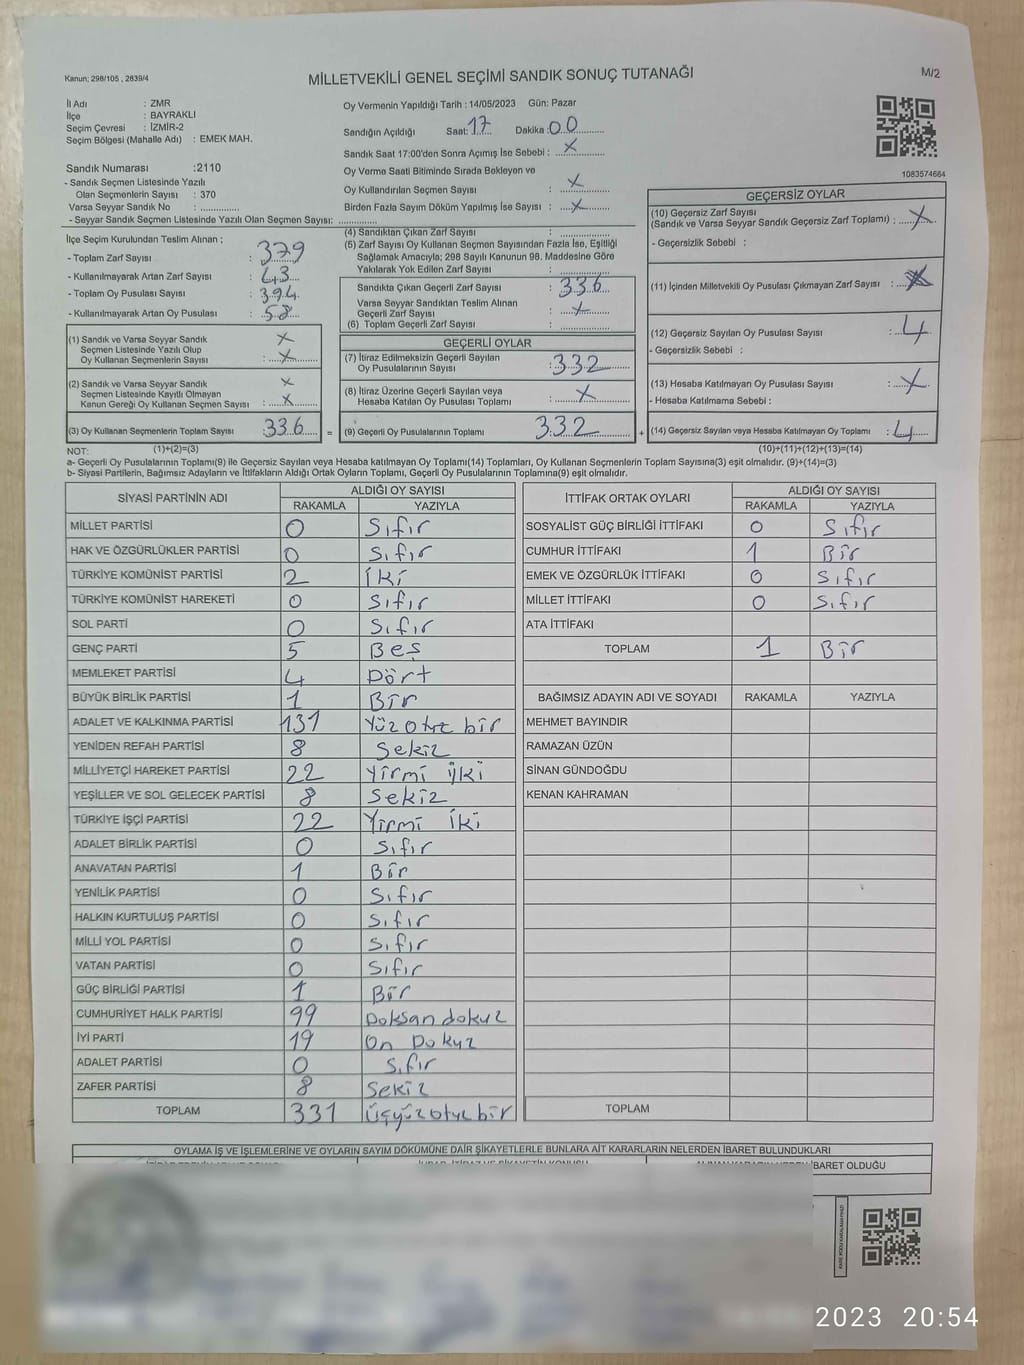 Kanun; 298/105 , 2839/4
MİLLETVEKİLİ GENEL SEÇİMİ SANDIK SONUÇ TUTANAĞI
M/2
İl Adı : ZMR
İlçe : BAYRAKLI
Seçim Çevresi : İZMİR-2
Seçim Bölgesi (Mahalle Adı) : EMEK MAH.
Oy Vermenin Yapıldığı Tarih : 14/05/2023 Gün: Pazar
Sandığın Açıldığı Saat: 17 Dakika: 00
Sandık Saat 17:00'den Sonra Açımış İse Sebebi : X
Oy Verme Saati Bitiminde Sırada Bekleyen ve
Oy Kullandırılan Seçmen Sayısı : X
Birden Fazla Sayım Döküm Yapılmış İse Sayısı : X
1083574664
Sandık Numarası :2110
- Sandık Seçmen Listesinde Yazılı
Olan Seçmenlerin Sayısı : 370
Varsa Seyyar Sandık No :
- Seyyar Sandık Seçmen Listesinde Yazılı Olan Seçmen Sayısı:
İlçe Seçim Kurulundan Teslim Alınan ;
- Toplam Zarf Sayısı : 379
- Kullanılmayarak Artan Zarf Sayısı : 43
- Toplam Oy Pusulası Sayısı : 394
- Kullanılmayarak Artan Oy Pusulası : 58
(1) Sandık ve Varsa Seyyar Sandık X
Seçmen Listesinde Yazılı Olup
Oy Kullanan Seçmenlerin Sayısı : X
(2) Sandık ve Varsa Seyyar Sandık X
Seçmen Listesinde Kayıtlı Olmayan
Kanun Gereği Oy Kullanan Seçmen Sayısı : X
(3) Oy Kullanan Seçmenlerin Toplam Sayısı 336 =
(4) Sandıktan Çıkan Zarf Sayısı :
(5) Zarf Sayısı Oy Kullanan Seçmen Sayısından Fazla İse, Eşitliği
Sağlamak Amacıyla; 298 Sayılı Kanunun 98. Maddesine Göre
Yakılarak Yok Edilen Zarf Sayısı :
Sandıkta Çıkan Geçerli Zarf Sayısı : 336
Varsa Seyyar Sandıktan Teslim Alınan
Geçerli Zarf Sayısı : X
(6) Toplam Geçerli Zarf Sayısı :
GEÇERLİ OYLAR
(7) İtiraz Edilmeksizin Geçerli Sayılan
Oy Pusulalarının Sayısı : 332
(8) İtiraz Üzerine Geçerli Sayılan veya
Hesaba Katılan Oy Pusulası Toplamı : X
(9) Geçerli Oy Pusulalarının Toplamı 332 +
GEÇERSİZ OYLAR
(10) Geçersiz Zarf Sayısı
(Sandık ve Varsa Seyyar Sandık Geçersiz Zarf Toplamı) : X
- Geçersizlik Sebebi :
(11) İçinden Milletvekili Oy Pusulası Çıkmayan Zarf Sayısı : X
(12) Geçersiz Sayılan Oy Pusulası Sayısı : 4
- Geçersizlik Sebebi :
(13) Hesaba Katılmayan Oy Pusulası Sayısı : X
- Hesaba Katılmama Sebebi :
(14) Geçersiz Sayılan veya Hesaba Katılmayan Oy Toplamı : 4
NOT: (1)+(2)=(3) (10)+(11)+(12)+(13)=(14)
a- Geçerli Oy Pusulalarının Toplamı(9) ile Geçersiz Sayılan veya Hesaba katılmayan Oy Toplamı(14) Toplamları, Oy Kullanan Seçmenlerin Toplam Sayısına(3) eşit olmalıdır. (9)+(14)=(3)
b- Siyasi Partilerin, Bağımsız Adayların ve İttifakların Aldığı Ortak Oyların Toplamı, Geçerli Oy Pusulalarının Toplamına(9) eşit olmalıdır.
SİYASİ PARTİNİN ADI ALDIĞI OY SAYISI
RAKAMLA YAZIYLA
MİLLET PARTİSİ 0 Sıfır
HAK VE ÖZGÜRLÜKLER PARTİSİ 0 Sıfır
TÜRKİYE KOMÜNİST PARTİSİ 2 İki
TÜRKİYE KOMÜNİST HAREKETİ 0 Sıfır
SOL PARTİ 0 Sıfır
GENÇ PARTİ 5 Beş
MEMLEKET PARTİSİ 4 Dört
BÜYÜK BİRLİK PARTİSİ 1 Bir
ADALET VE KALKINMA PARTİSİ 131 Yüz otuz bir
YENİDEN REFAH PARTİSİ 8 Sekiz
MİLLİYETÇİ HAREKET PARTİSİ 22 Yirmi iki
YEŞİLLER VE SOL GELECEK PARTİSİ 8 Sekiz
TÜRKİYE İŞÇİ PARTİSİ 22 Yirmi İki
ADALET BİRLİK PARTİSİ 0 Sıfır
ANAVATAN PARTİSİ 1 Bir
YENİLİK PARTİSİ 0 Sıfır
HALKIN KURTULUŞ PARTİSİ 0 Sıfır
MİLLİ YOL PARTİSİ 0 Sıfır
VATAN PARTİSİ 0 Sıfır
GÜÇ BİRLİĞİ PARTİSİ 1 Bir
CUMHURİYET HALK PARTİSİ 99 Doksan dokuz
İYİ PARTİ 19 On Dokuz
ADALET PARTİSİ 0 Sıfır
ZAFER PARTİSİ 8 Sekiz
TOPLAM 331 Üçyüzotuzbir
İTTİFAK ORTAK OYLARI ALDIĞI OY SAYISI
RAKAMLA YAZIYLA
SOSYALİST GÜÇ BİRLİĞİ İTTİFAKI 0 Sıfır
CUMHUR İTTİFAKI 1 Bir
EMEK VE ÖZGÜRLÜK İTTİFAKI 0 Sıfır
MİLLET İTTİFAKI 0 Sıfır
ATA İTTİFAKI
TOPLAM 1 Bir
BAĞIMSIZ ADAYIN ADI VE SOYADI RAKAMLA YAZIYLA
MEHMET BAYINDIR
RAMAZAN ÜZÜN
SİNAN GÜNDOĞDU
KENAN KAHRAMAN
TOPLAM
OYLAMA İŞ VE İŞLEMLERİNE VE OYLARIN SAYIM DÖKÜMÜNE DAİR ŞİKAYETLERLE BUNLARA AİT KARARLARIN NELERDEN İBARET BULUNDUKLARI
İBARET OLDUĞU
2023 20:54